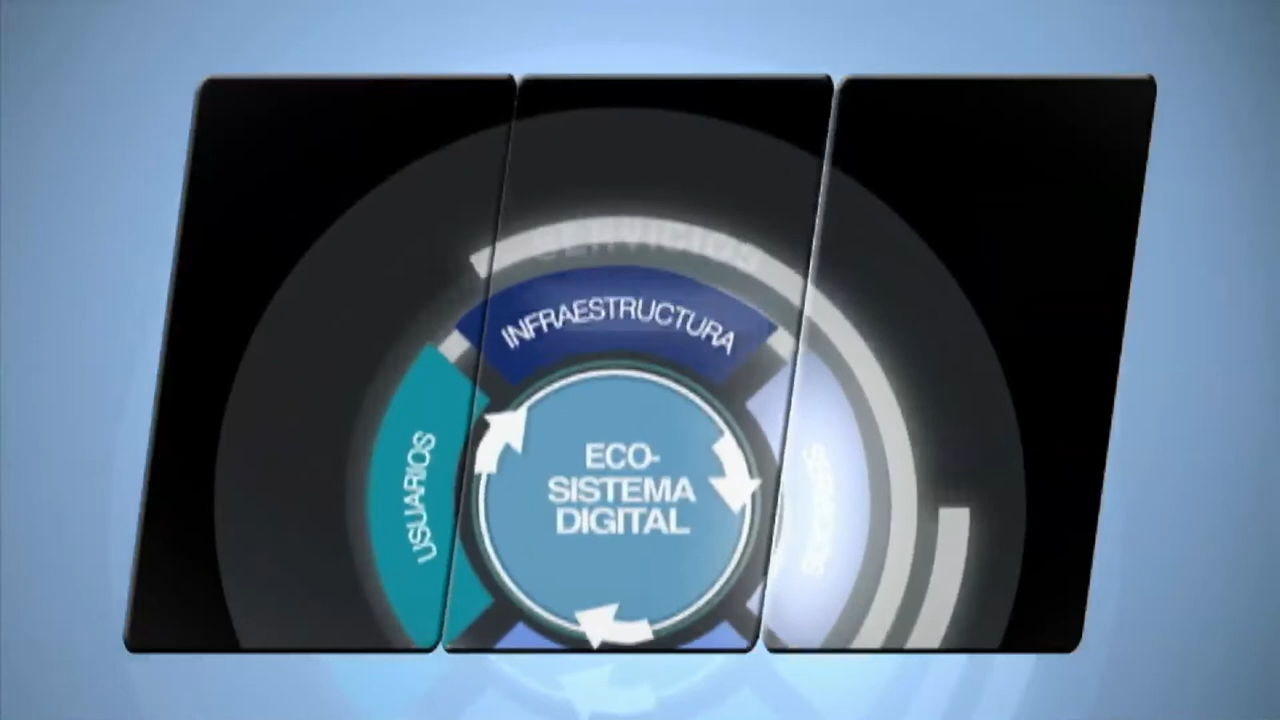 INFRAESTRUCTURA
USUARIOS
ECO-
SISTEMA
DIGITAL